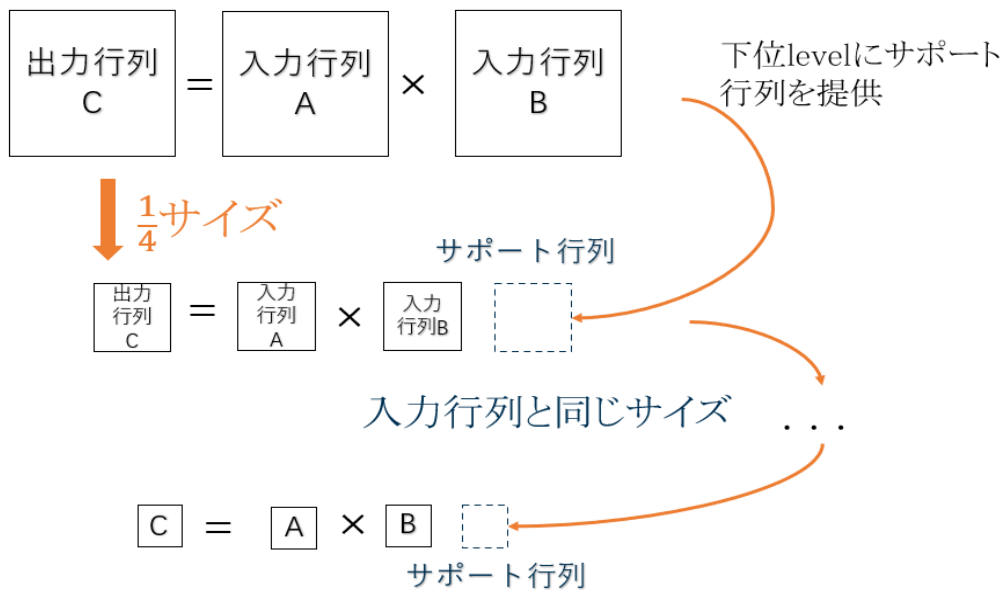 出力行列
C
=
入力行列
A
×
入力行列
B
下位levelにサポート
行列を提供
1/4サイズ
サポート行列
出力
行列
C
=
入力
行列
A
×
入力
行列B
入力行列と同じサイズ
. . .
C = A × B
サポート行列